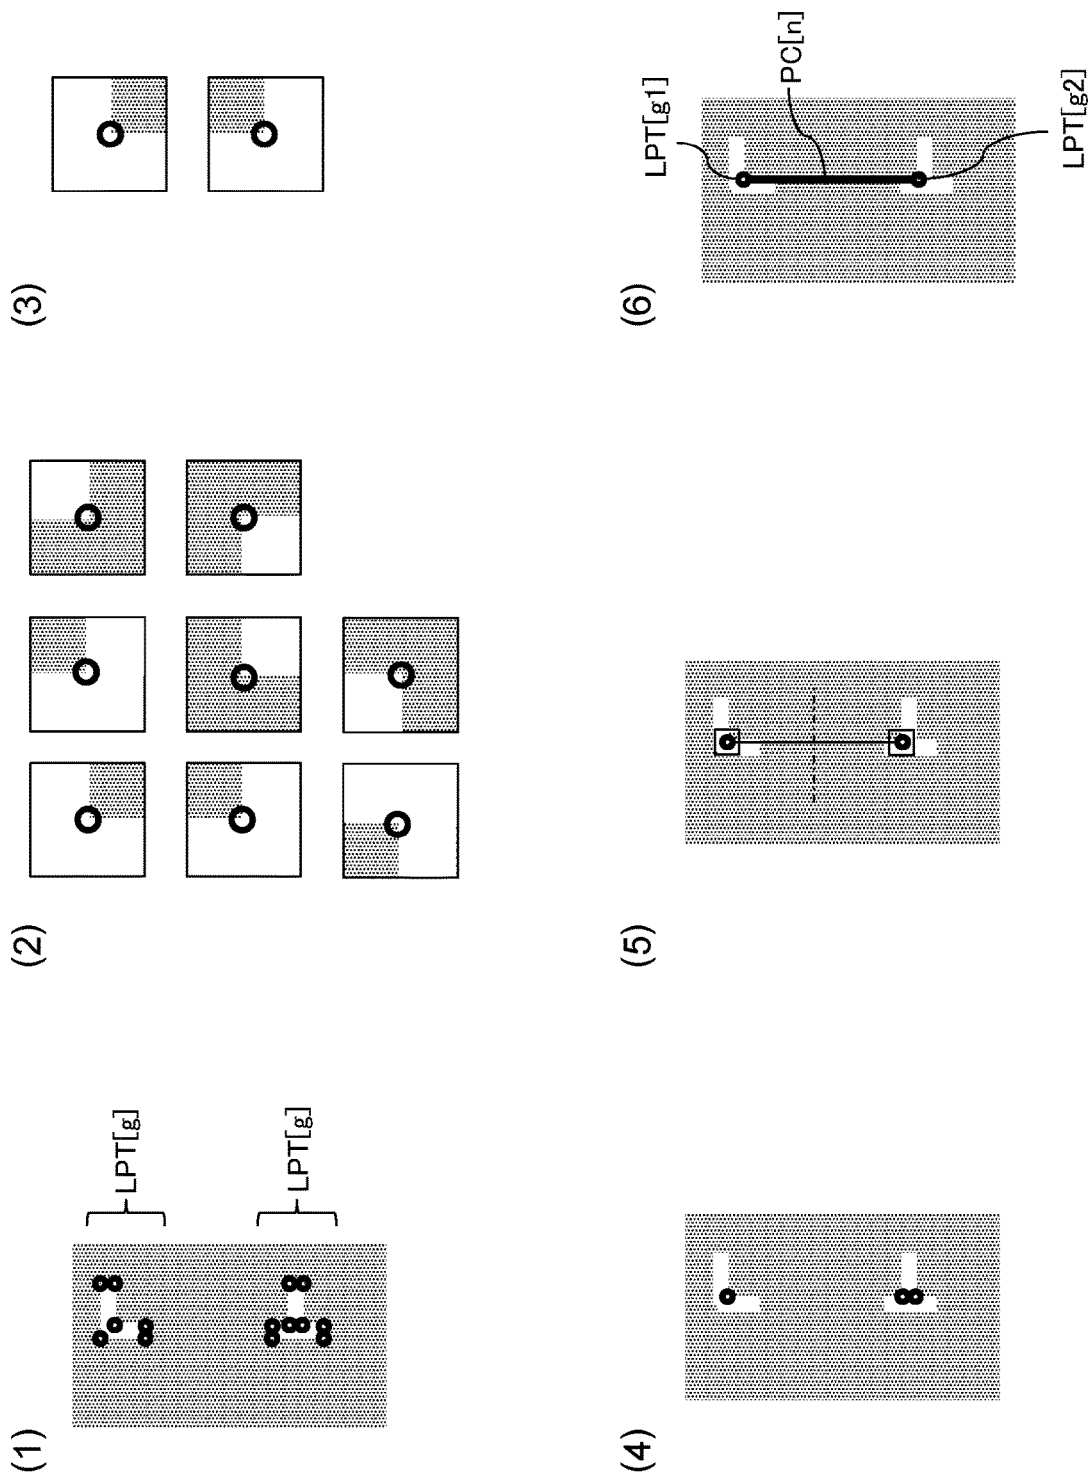 (1)
LPT[g]
LPT[g]
(2)
(3)
(4)
(5)
(6)
LPT[g1]
PC[n]
LPT[g2]